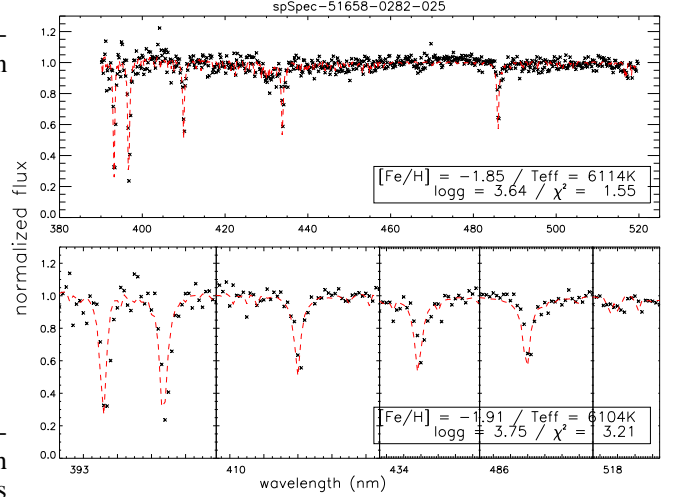 spSpec-51658-0282-025
n
1.2
1.0
0.8
0.6
0.4
0.2
0.0
[Fe/H] = -1.85 / Teff = 6114K
logg = 3.64 / χ² = 1.55
380 400 420 440 460 480 500 520
normalized flux
1.2
1.0
0.8
0.6
0.4
0.2
0.0
[Fe/H] = -1.91 / Teff = 6104K
logg = 3.75 / χ² = 3.21
393 410 434 486 518
wavelength (nm)
n
s